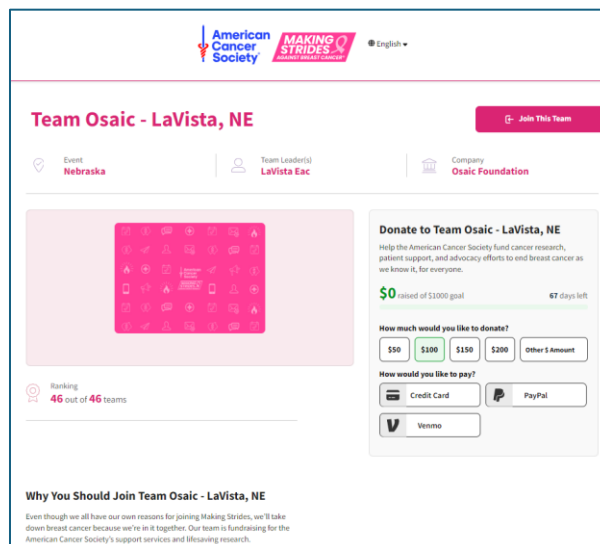 American
Cancer
Society
MAKING
STRIDES
AGAINST BREAST CANCER
English
Team Osaic - LaVista, NE
Join This Team
Event
Nebraska
Team Leader(s)
LaVista Eac
Company
Osaic Foundation
Donate to Team Osaic - LaVista, NE
Help the American Cancer Society fund cancer research,
patient support, and advocacy efforts to end breast cancer as
we know it, for everyone.
$0 raised of $1000 goal
67 days left
How much would you like to donate?
$50
$100
$150
$200
Other $ Amount
How would you like to pay?
Credit Card
PayPal
Venmo
Ranking
46 out of 46 teams
Why You Should Join Team Osaic - LaVista, NE
Even though we all have our own reasons for joining Making Strides, we'll take
down breast cancer because we're in it together. Our team is fundraising for the
American Cancer Society's support services and lifesaving research.